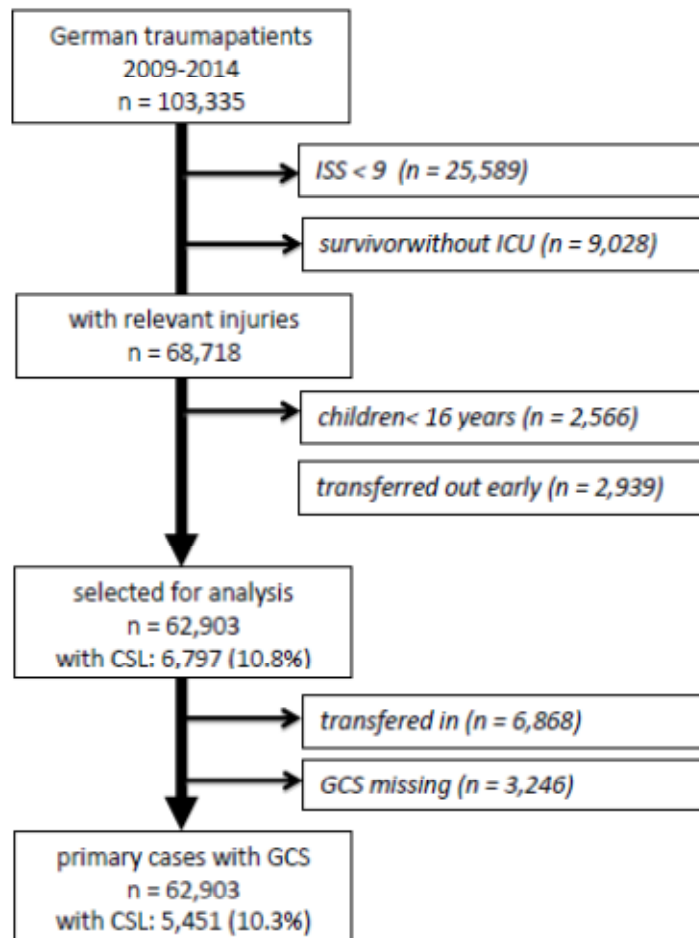 German traumapatients
2009-2014
n = 103,335
ISS < 9 (n = 25,589)
survivorwithout ICU (n = 9,028)
with relevant injuries
n = 68,718
children< 16 years (n = 2,566)
transferred out early (n = 2,939)
selected for analysis
n = 62,903
with CSL: 6,797 (10.8%)
transfered in (n = 6,868)
GCS missing (n = 3,246)
primary cases with GCS
n = 62,903
with CSL: 5,451 (10.3%)